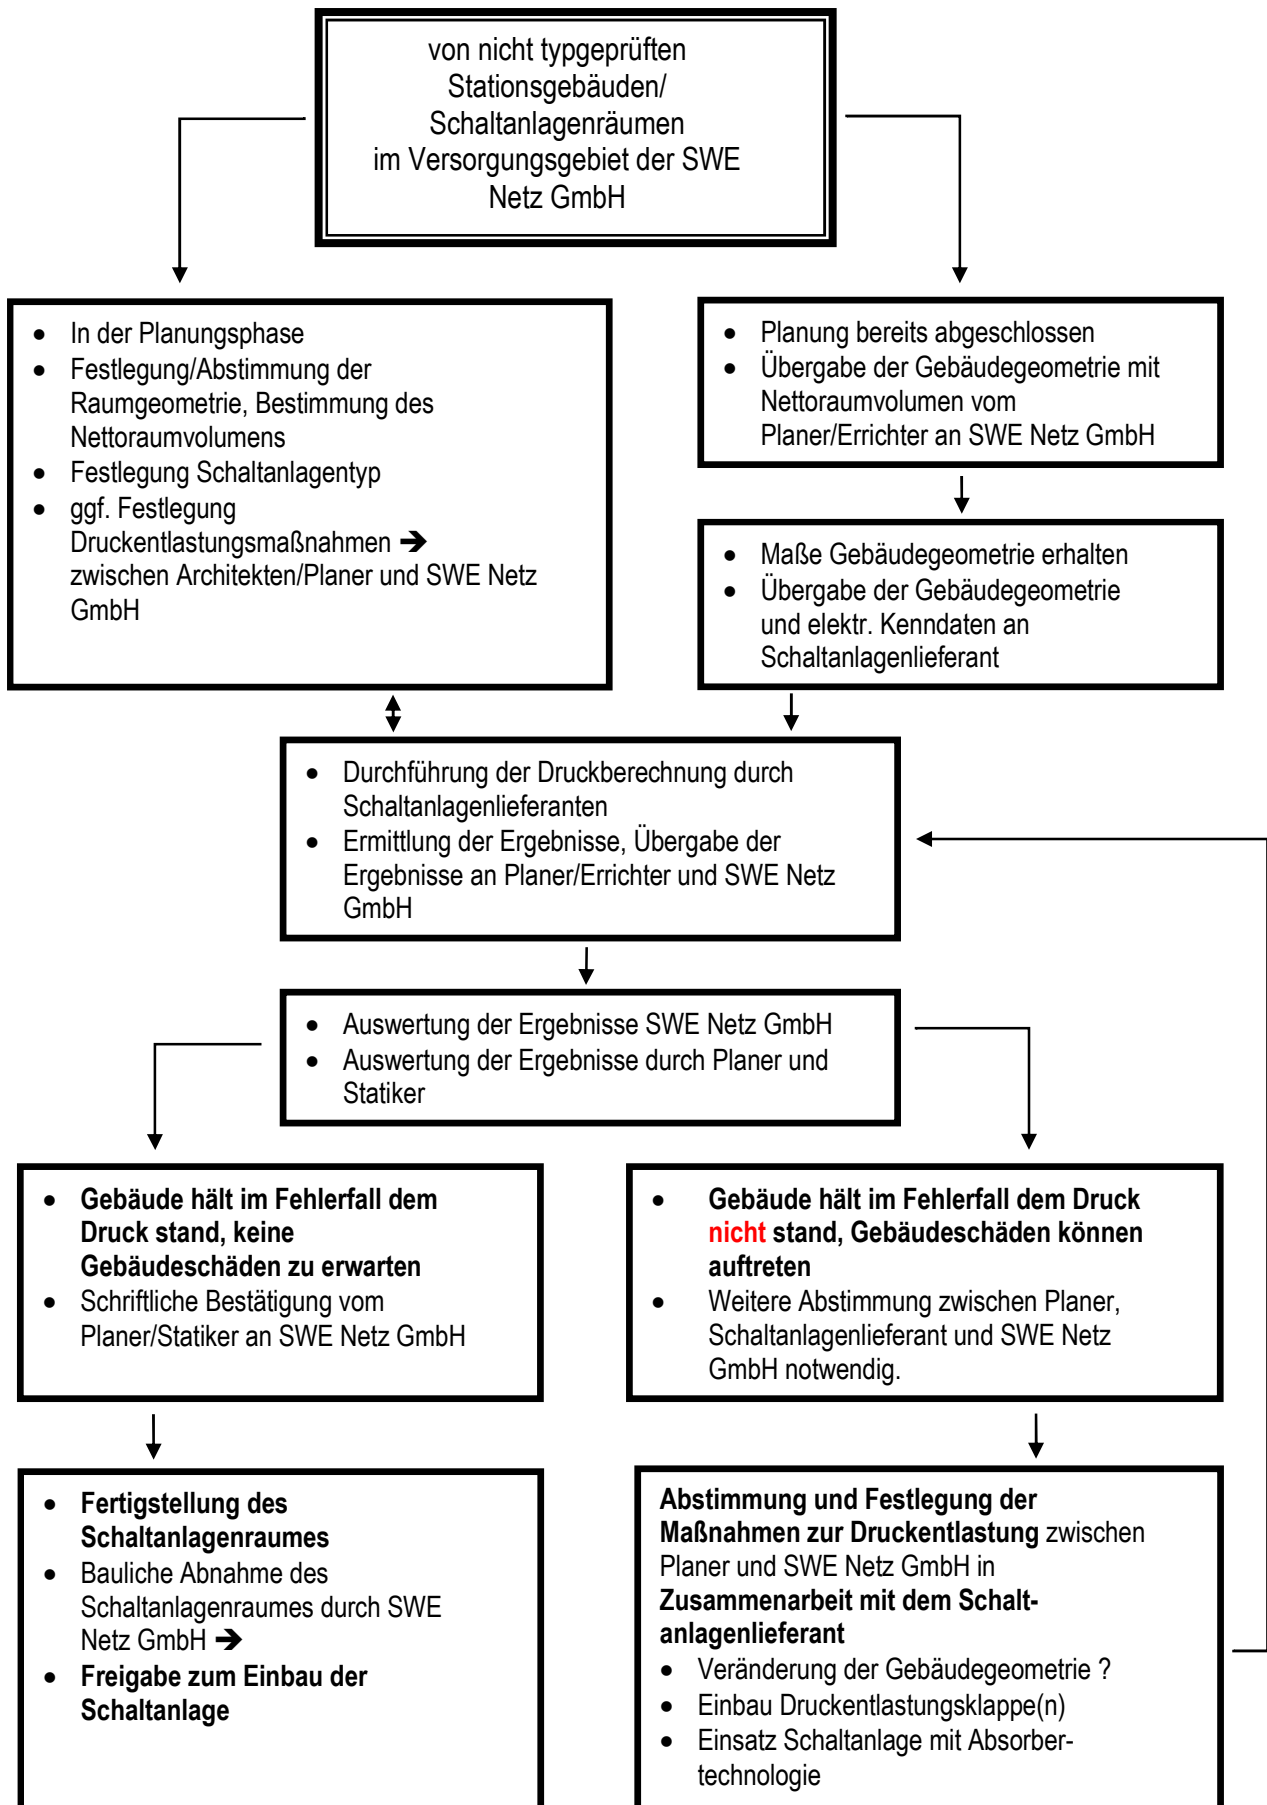 von nicht typgeprüften
Stationsgebäuden/
Schaltanlagenräumen
im Versorgungsgebiet der SWE
Netz GmbH
• In der Planungsphase
• Festlegung/Abstimmung der
Raumgeometrie, Bestimmung des
Nettoraumvolumens
• Festlegung Schaltanlagentyp
• ggf. Festlegung
Druckentlastungsmaßnahmen ➔
zwischen Architekten/Planer und SWE Netz
GmbH
• Planung bereits abgeschlossen
• Übergabe der Gebäudegeometrie mit
Nettoraumvolumen vom
Planer/Errichter an SWE Netz GmbH
• Maße Gebäudegeometrie erhalten
• Übergabe der Gebäudegeometrie
und elektr. Kenndaten an
Schaltanlagenlieferant
• Durchführung der Druckberechnung durch
Schaltanlagenlieferanten
• Ermittlung der Ergebnisse, Übergabe der
Ergebnisse an Planer/Errichter und SWE Netz
GmbH
• Auswertung der Ergebnisse SWE Netz GmbH
• Auswertung der Ergebnisse durch Planer und
Statiker
• Gebäude hält im Fehlerfall dem
Druck stand, keine
Gebäudeschäden zu erwarten
• Schriftliche Bestätigung vom
Planer/Statiker an SWE Netz GmbH
• Gebäude hält im Fehlerfall dem Druck
nicht stand, Gebäudeschäden können
auftreten
• Weitere Abstimmung zwischen Planer,
Schaltanlagenlieferant und SWE Netz
GmbH notwendig.
• Fertigstellung des
Schaltanlagenraumes
• Bauliche Abnahme des
Schaltanlagenraumes durch SWE
Netz GmbH ➔
• Freigabe zum Einbau der
Schaltanlage
Abstimmung und Festlegung der
Maßnahmen zur Druckentlastung zwischen
Planer und SWE Netz GmbH in
Zusammenarbeit mit dem Schalt-
anlagenlieferant
• Veränderung der Gebäudegeometrie ?
• Einbau Druckentlastungsklappe(n)
• Einsatz Schaltanlage mit Absorber-
technologie